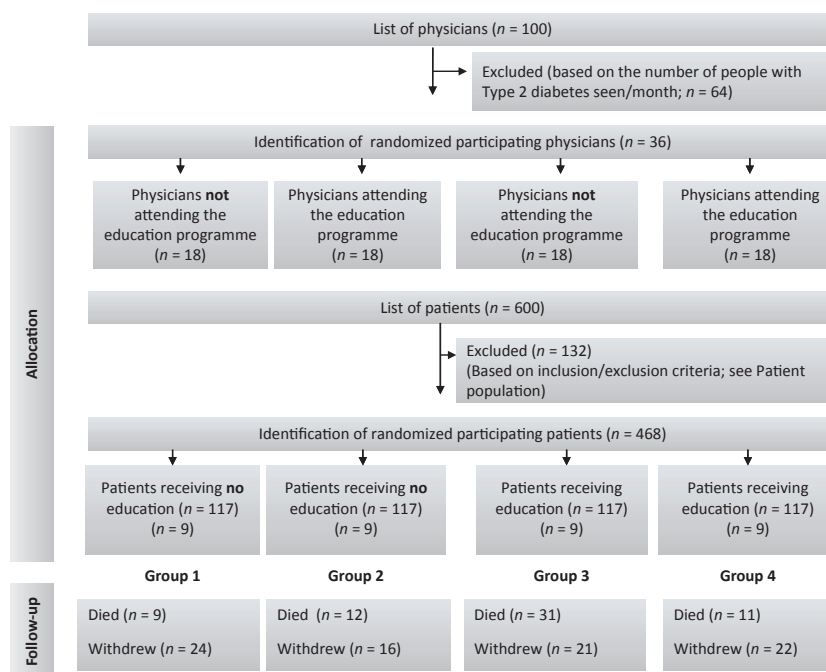 List of physicians (n = 100)
Excluded (based on the number of people with
Type 2 diabetes seen/month; n = 64)
Allocation
Identification of randomized participating physicians (n = 36)
Physicians not
attending the
education programme
(n = 18)
Physicians attending
the education
programme
(n = 18)
Physicians not
attending the
education programme
(n = 18)
Physicians attending
the education
programme
(n = 18)
List of patients (n = 600)
Excluded (n = 132)
(Based on inclusion/exclusion criteria; see Patient
population)
Identification of randomized participating patients (n = 468)
Patients receiving no
education (n = 117)
(n = 9)
Patients receiving no
education (n = 117)
(n = 9)
Patients receiving
education (n = 117)
(n = 9)
Patients receiving
education (n = 117)
(n = 9)
Group 1
Group 2
Group 3
Group 4
Follow-up
Died (n = 9)
Withdrew (n = 24)
Died (n = 12)
Withdrew (n = 16)
Died (n = 31)
Withdrew (n = 21)
Died (n = 11)
Withdrew (n = 22)